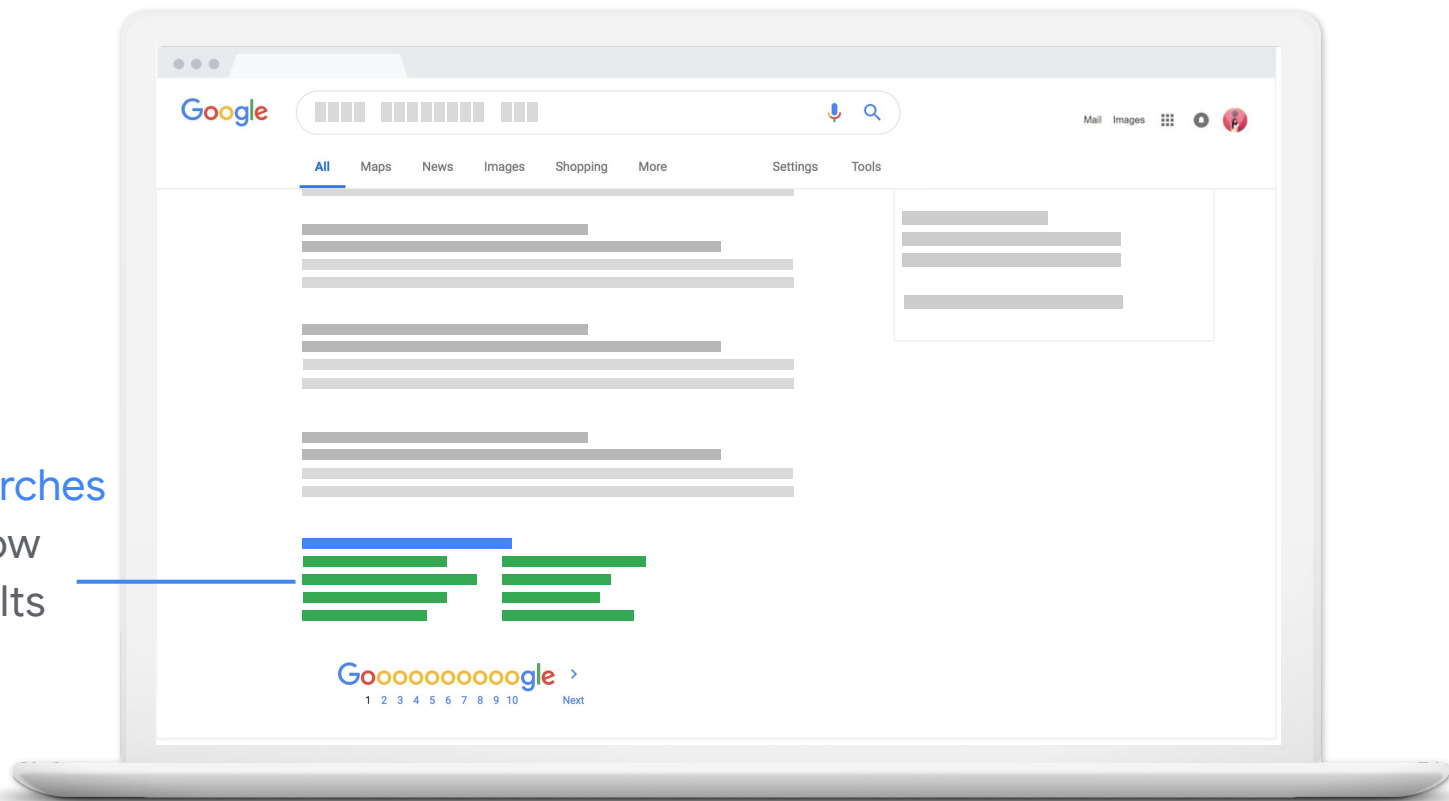 Google
Mail Images
All Maps News Images Shopping More Settings Tools
rches
ow
lts
Goooooooooogle >
1 2 3 4 5 6 7 8 9 10 Next